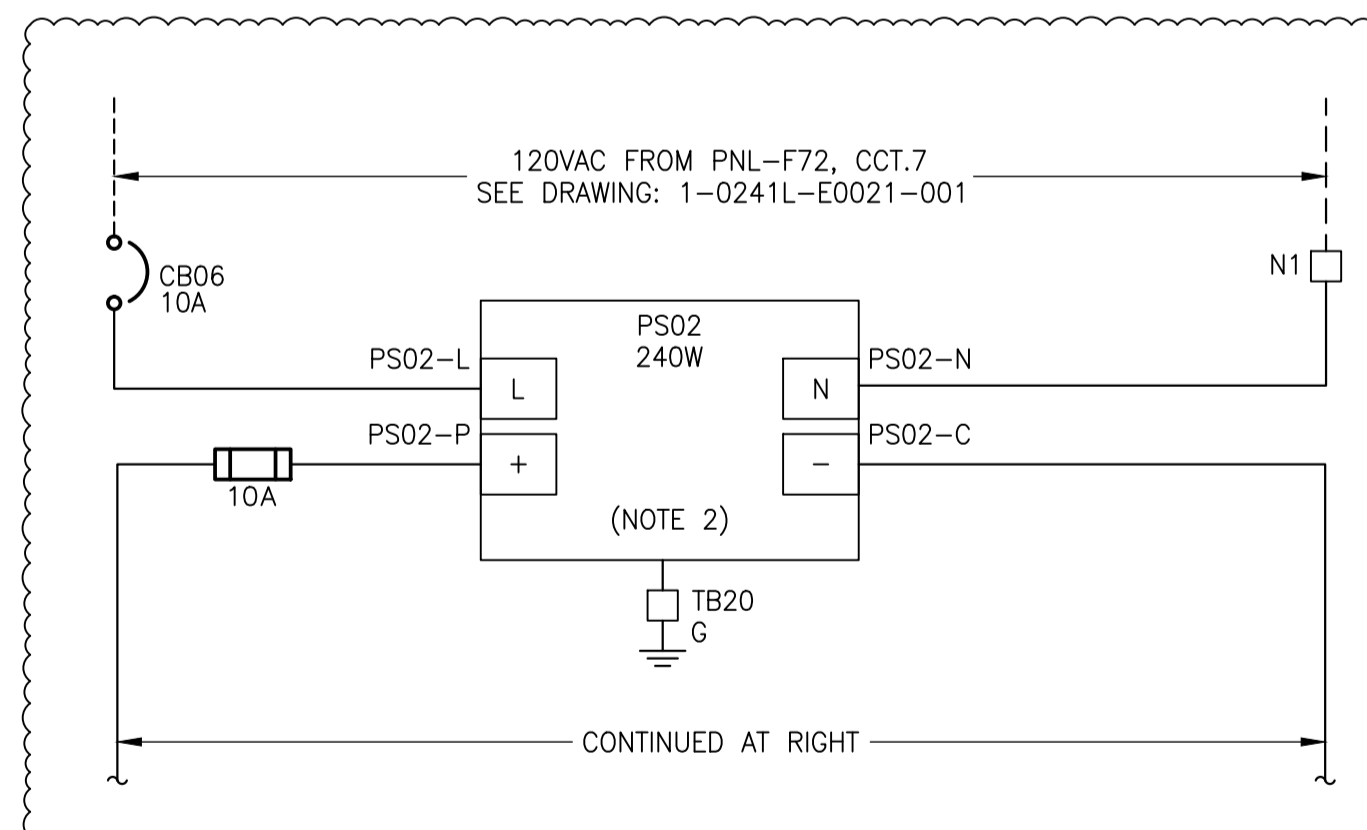 120VAC FROM PNL-F72, CCT.7
SEE DRAWING: 1-0241L-E0021-001
CB06
10A
N1
PS02
240W
PS02-L
PS02-N
L
N
PS02-P
PS02-C
+
-
10A
(NOTE 2)
TB20
G
CONTINUED AT RIGHT